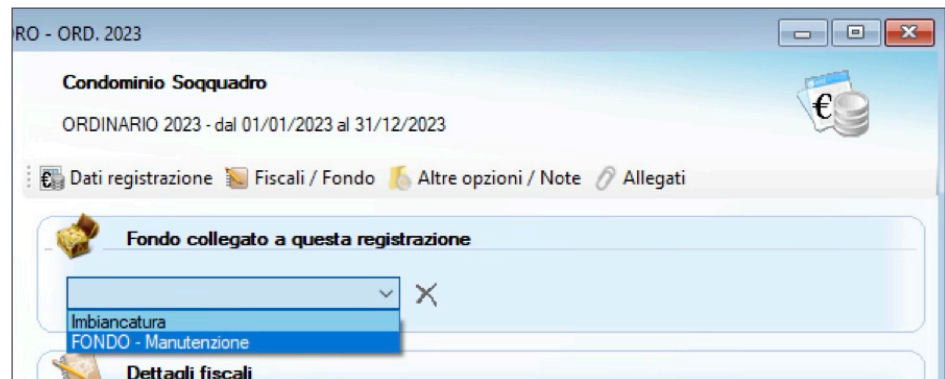 RO - ORD. 2023
Condominio Soqquadro
ORDINARIO 2023 - dal 01/01/2023 al 31/12/2023
Dati registrazione Fiscali / Fondo Altre opzioni / Note Allegati
Fondo collegato a questa registrazione
Imbiancatura
FONDO - Manutenzione
Dettagli fiscali